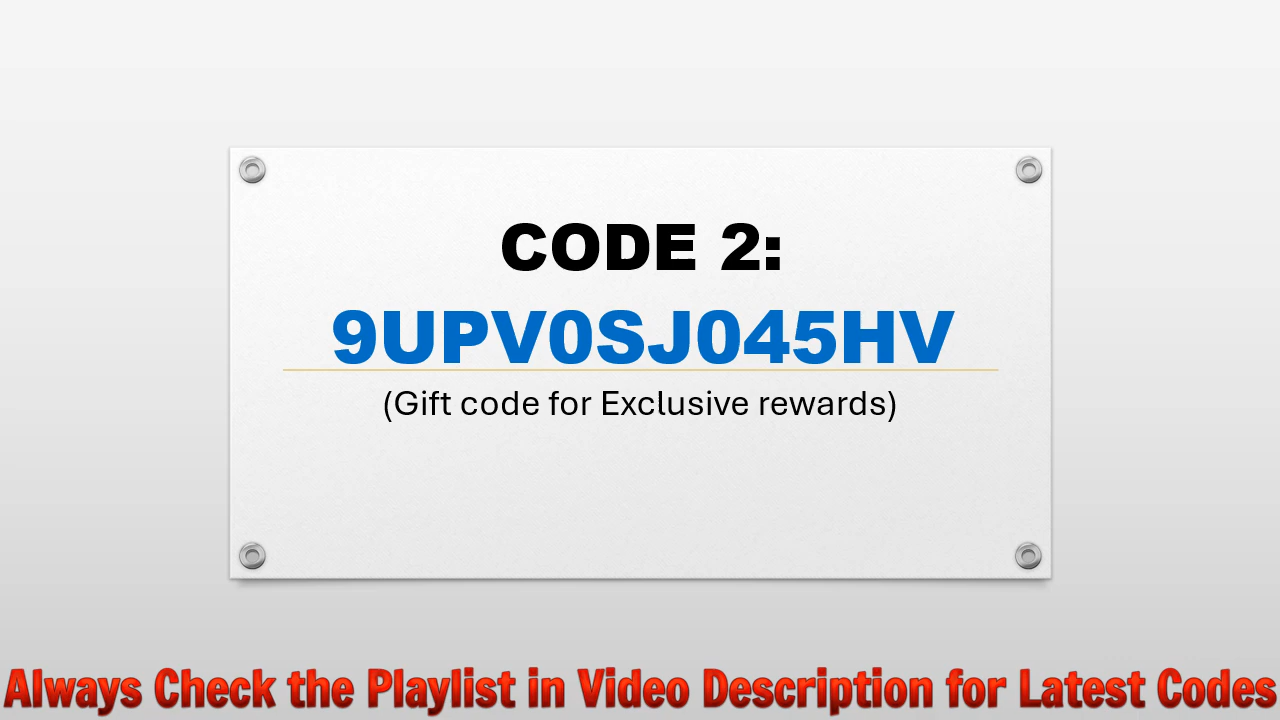 CODE 2:
9UPV0SJ045HV
(Gift code for Exclusive rewards)
Always Check the Playlist in Video Description for Latest Codes